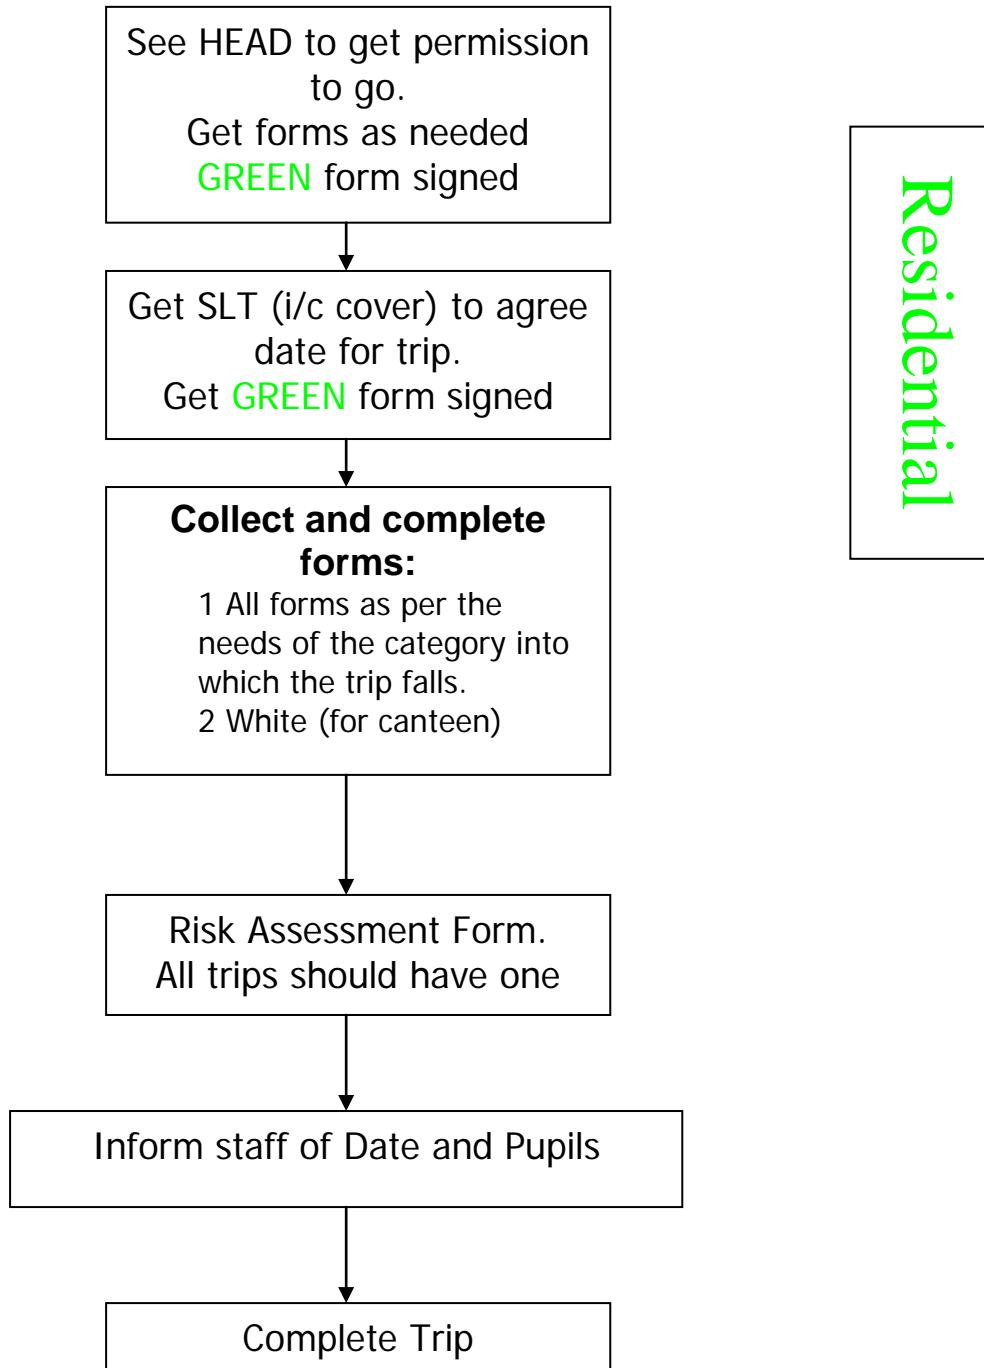 See HEAD to get permission
to go.
Get forms as needed
GREEN form signed
Get SLT (i/c cover) to agree
date for trip.
Get GREEN form signed
Collect and complete
forms:
1 All forms as per the
needs of the category into
which the trip falls.
2 White (for canteen)
Risk Assessment Form.
All trips should have one
Inform staff of Date and Pupils
Complete Trip
Residential